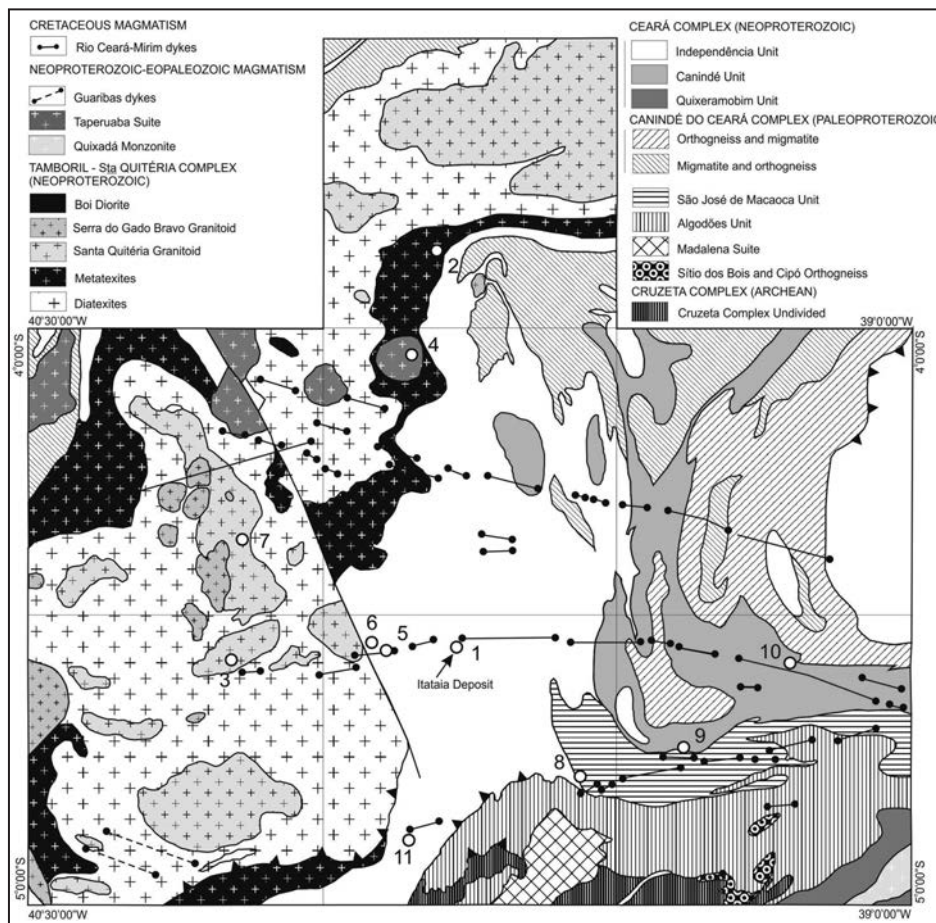 CRETACEOUS MAGMATISM
Rio Ceará-Mirim dykes
NEOPROTEROZOIC-EOPALEOZOIC MAGMATISM
Guaribas dykes
Taperuaba Suite
Quixadá Monzonite
TAMBORIL - Sta QUITÉRIA COMPLEX
(NEOPROTEROZOIC)
Boi Diorite
Serra do Gado Bravo Granitoid
Santa Quitéria Granitoid
Metatexites
Diatexites
CEARÁ COMPLEX (NEOPROTEROZOIC)
Independência Unit
Canindé Unit
Quixeramobim Unit
CANINDÉ DO CEARÁ COMPLEX (PALEOPROTEROZOIC
Orthogneiss and migmatite
Migmatite and orthogneiss
São José de Macaoca Unit
Algodões Unit
Madalena Suite
Sítio dos Bois and Cipó Orthogneiss
CRUZETA COMPLEX (ARCHEAN)
Cruzeta Complex Undivided
40°30'00"W
39°0'00"W
4°0'00"S
4°0'00"S
2
4
7
6
5
1
Itataia Deposit
3
10
9
8
11
5°0'00"S
5°0'00"S
40°30'00"W
39°0'00"W